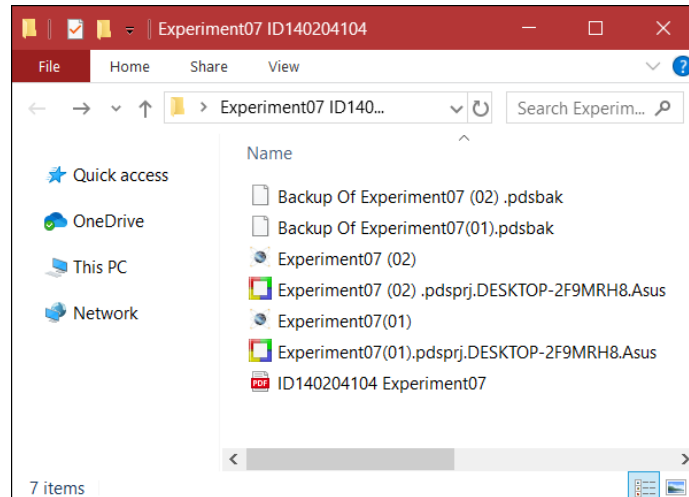 Experiment07 ID140204104
File Home Share View
Experiment07 ID140... Search Experim...
Name
Quick access
OneDrive
This PC
Network
Backup Of Experiment07 (02) .pdsbak
Backup Of Experiment07(01).pdsbak
Experiment07 (02)
Experiment07 (02) .pdsprj.DESKTOP-2F9MRH8.Asus
Experiment07(01)
Experiment07(01).pdsprj.DESKTOP-2F9MRH8.Asus
PDF ID140204104 Experiment07
7 items